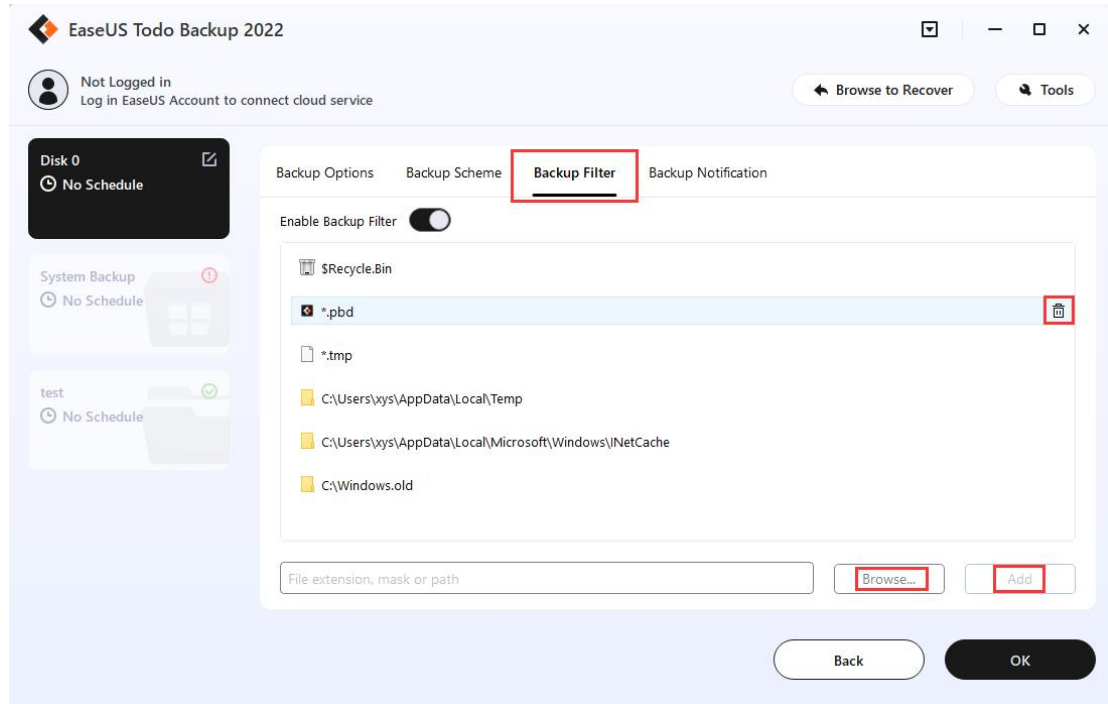 EaseUS Todo Backup 2022
Not Logged in
Log in EaseUS Account to connect cloud service
Browse to Recover
Tools
Disk 0
No Schedule
System Backup
No Schedule
test
No Schedule
Backup Options
Backup Scheme
Backup Filter
Backup Notification
Enable Backup Filter
$Recycle.Bin
*.pbd
*.tmp
C:\Users\xys\AppData\Local\Temp
C:\Users\xys\AppData\Local\Microsoft\Windows\INetCache
C:\Windows.old
File extension, mask or path
Browse...
Add
Back
OK